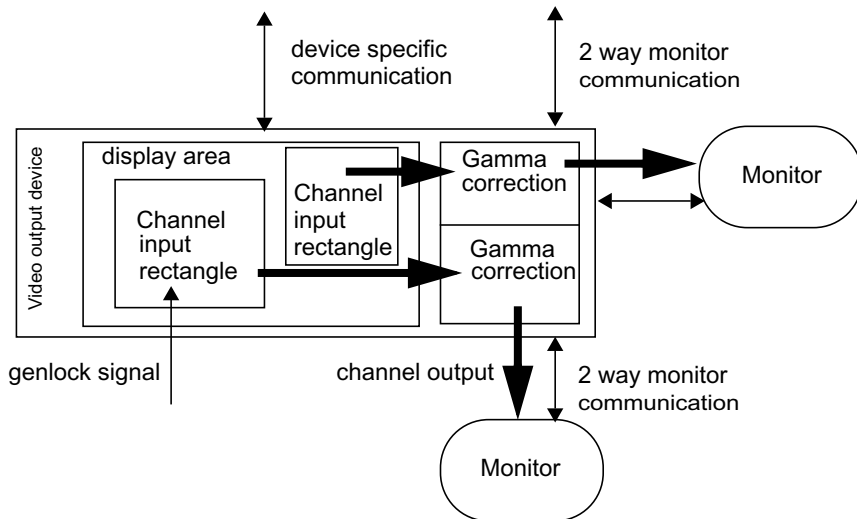 device specific
communication
2 way monitor
communication
Video output device
display area
Channel
input
rectangle
Channel
input
rectangle
Gamma
correction
Gamma
correction
Monitor
genlock signal
channel output
2 way monitor
communication
Monitor